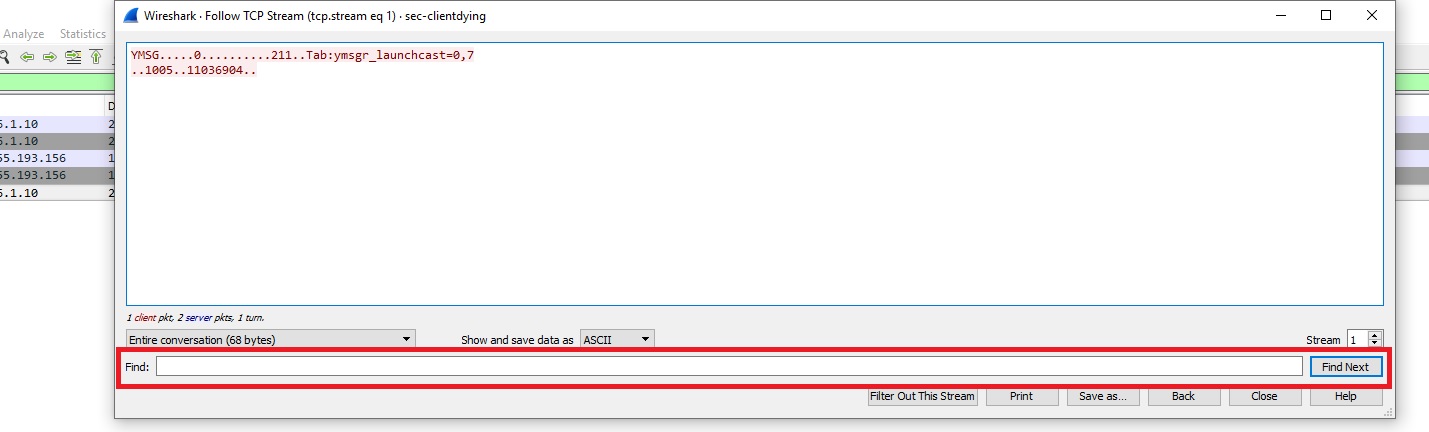 Wireshark · Follow TCP Stream (tcp.stream eq 1) · sec-clientdying
Analyze Statistics
YMSG.....0..........211..Tab:ymsgr_launchcast=0,7
..1005..11036904..
D
5.1.10 2
5.1.10 2
55.193.156 1
55.193.156 1
5.1.10 2
1 client pkt, 2 server pkts, 1 turn.
Entire conversation (68 bytes) Show and save data as ASCII Stream 1
Find: Find Next
Filter Out This Stream Print Save as... Back Close Help